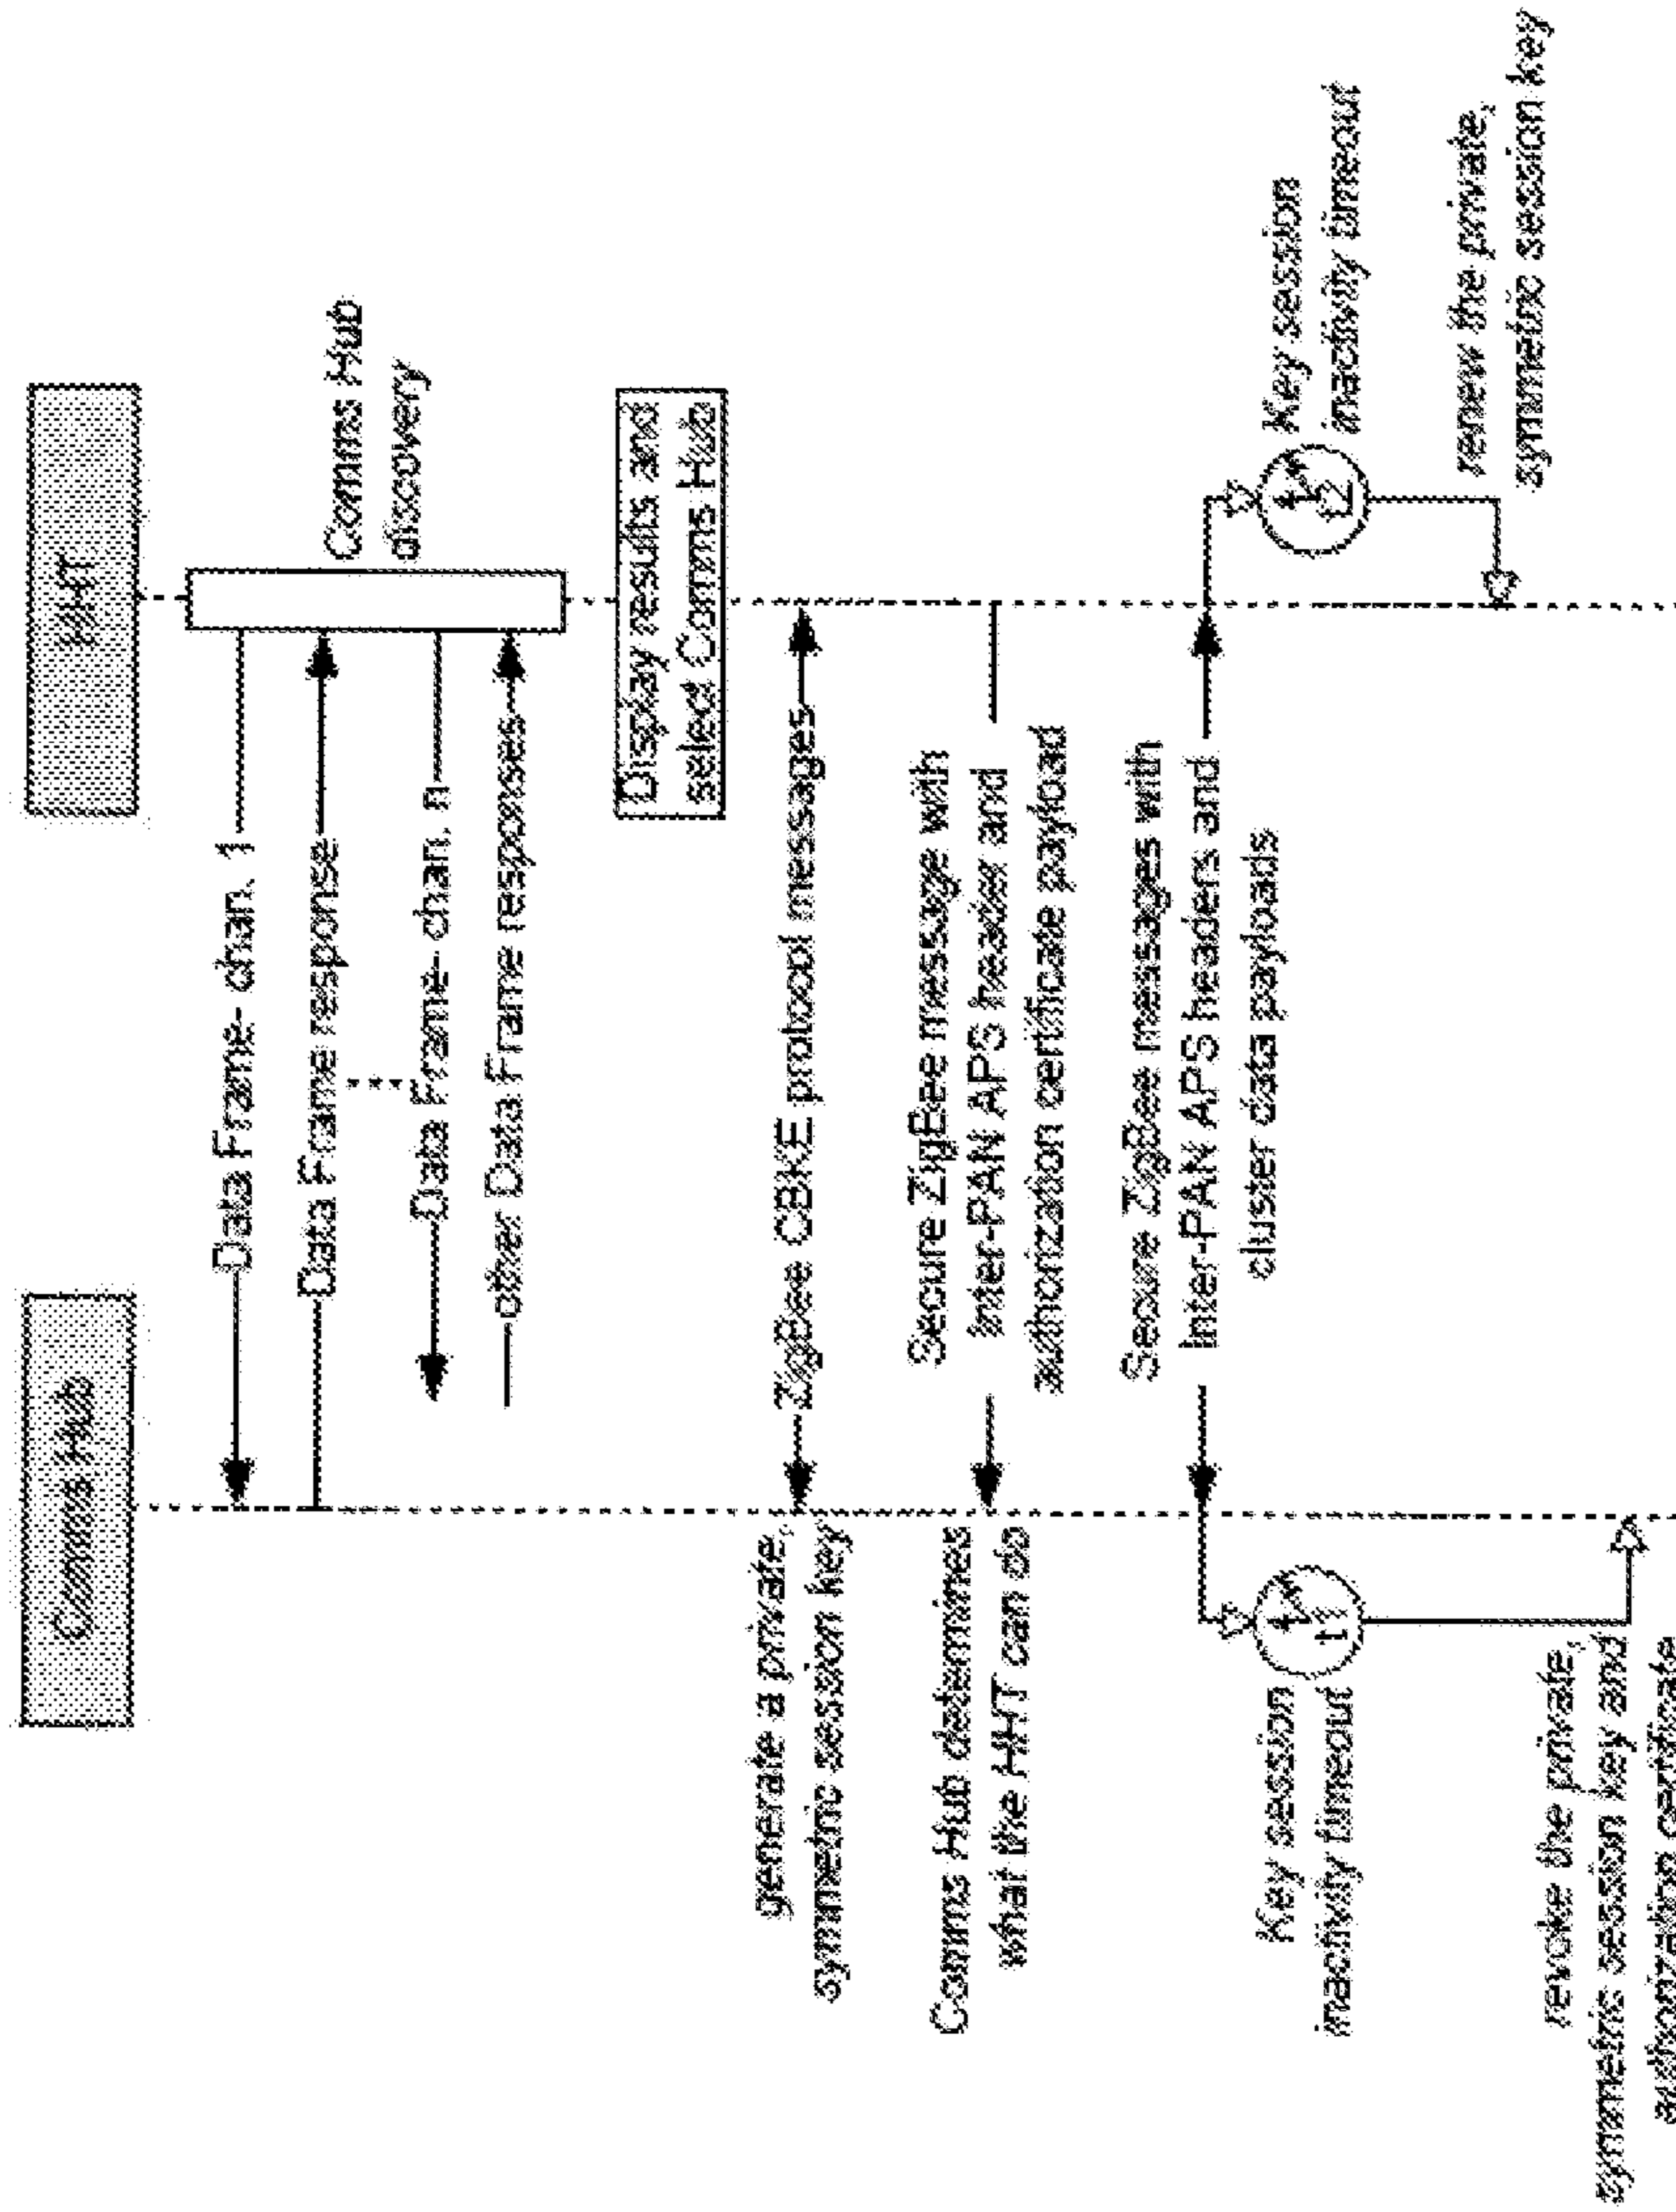 Comms Hub
HHT
Data Frame- chan. 1
Data Frame response
Data Frame- chan. n
other Data Frame responses
Comms Hub
discovery
Display results and
select Comms Hub
generate a private,
symmetric session key
ZigBee CBKE protocol messages
Comms Hub determines
what the HHT can do
Secure ZigBee message with
Inter-PAN APS header and
authorization certificate payload
Secure ZigBee messages with
Inter-PAN APS headers and
cluster data payloads
Key session
inactivity timeout
t1
t2
Key session
inactivity timeout
renew the private,
symmetric session key
revoke the private,
symmetric session key and
authorization certificate